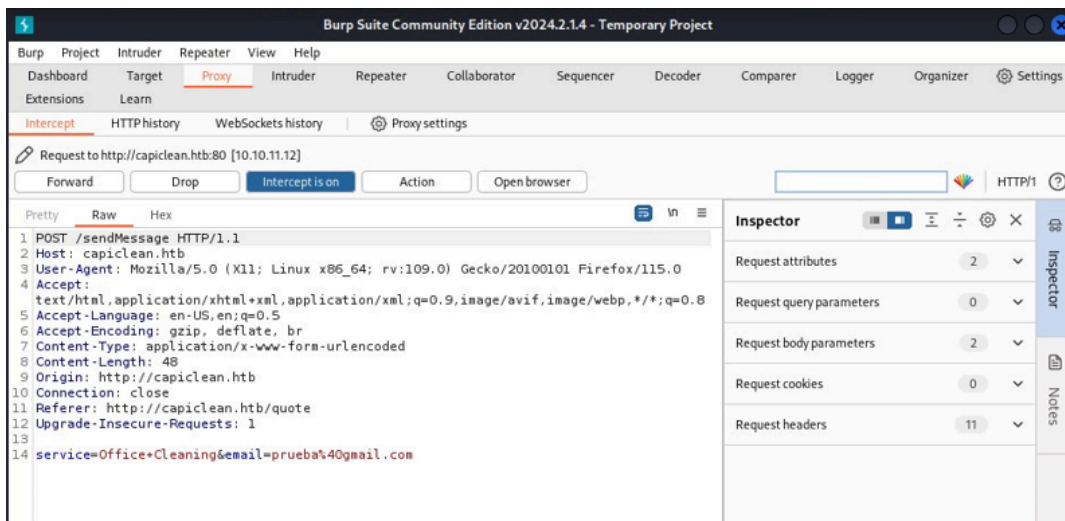 Burp Suite Community Edition v2024.2.1.4 - Temporary Project
Burp Project Intruder Repeater View Help
Dashboard Target Proxy Intruder Repeater Collaborator Sequencer Decoder Comparer Logger Organizer Settings
Extensions Learn
Intercept HTTP history WebSockets history Proxy settings
Request to http://capiclean.htb:80 [10.10.11.12]
Forward Drop Intercept is on Action Open browser HTTP/1 ?
Pretty Raw Hex \n
Inspector
1 POST /sendMessage HTTP/1.1
2 Host: capiclean.htb
3 User-Agent: Mozilla/5.0 (X11; Linux x86_64; rv:109.0) Gecko/20100101 Firefox/115.0
4 Accept:
text/html,application/xhtml+xml,application/xml;q=0.9,image/avif,image/webp,*/*;q=0.8
5 Accept-Language: en-US,en;q=0.5
6 Accept-Encoding: gzip, deflate, br
7 Content-Type: application/x-www-form-urlencoded
8 Content-Length: 48
9 Origin: http://capiclean.htb
10 Connection: close
11 Referer: http://capiclean.htb/quote
12 Upgrade-Insecure-Requests: 1
13
14 service=Office+Cleaning&email=prueba%40gmail.com
Request attributes 2
Request query parameters 0
Request body parameters 2
Request cookies 0
Request headers 11
Inspector
Notes